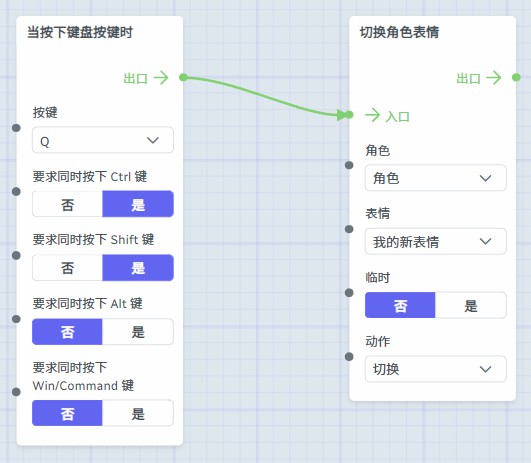 当按下键盘按键时
出口
按键
Q
要求同时按下 Ctrl 键
否 是
要求同时按下 Shift 键
否 是
要求同时按下 Alt 键
否 是
要求同时按下
Win/Command 键
否 是
切换角色表情
出口
入口
角色
角色
表情
我的新表情
临时
否 是
动作
切换